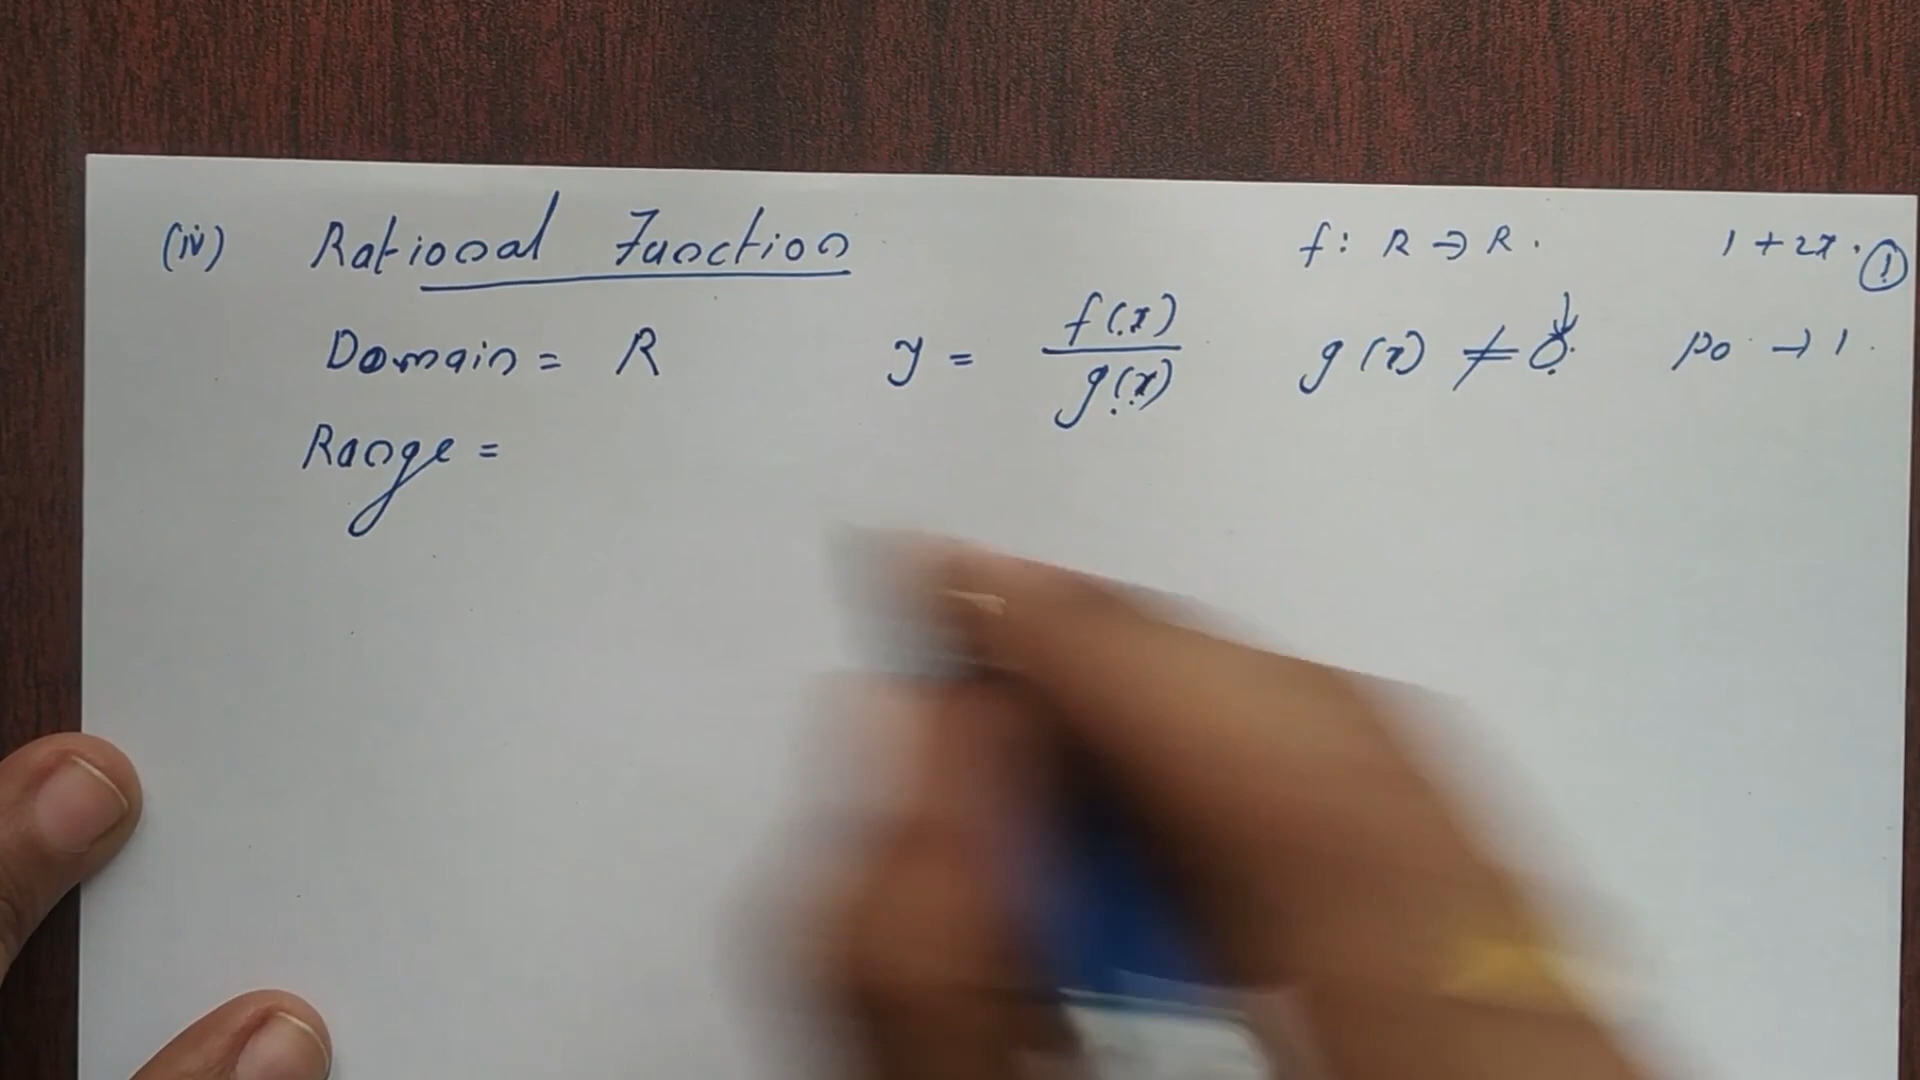 (iv) Rational Function f: R → R. 1 + 2x. ①
Domain = R y = f(x) / g(x) g(x) ≠ 0. po → 1.
Range =